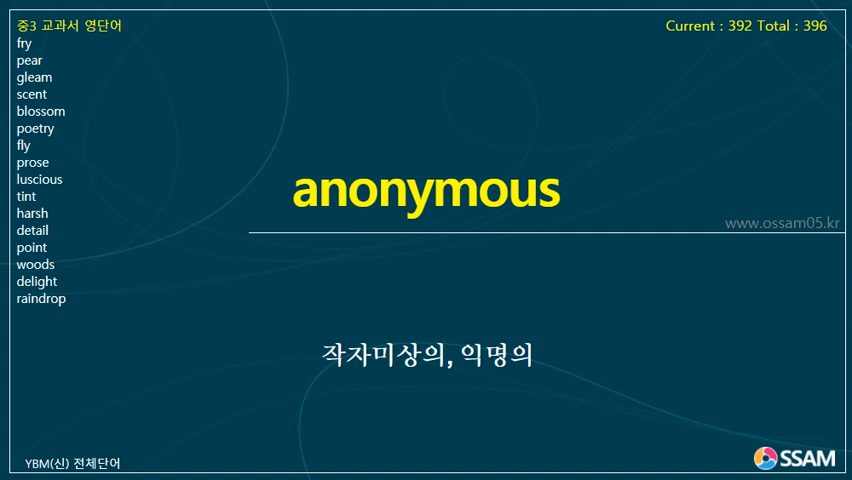 중3 교과서 영단어
Current : 392 Total : 396
fry
pear
gleam
scent
blossom
poetry
fly
prose
luscious
tint
harsh
detail
point
woods
delight
raindrop
anonymous
www.ossam05.kr
작자미상의, 익명의
YBM(신) 전체단어
OSSAM